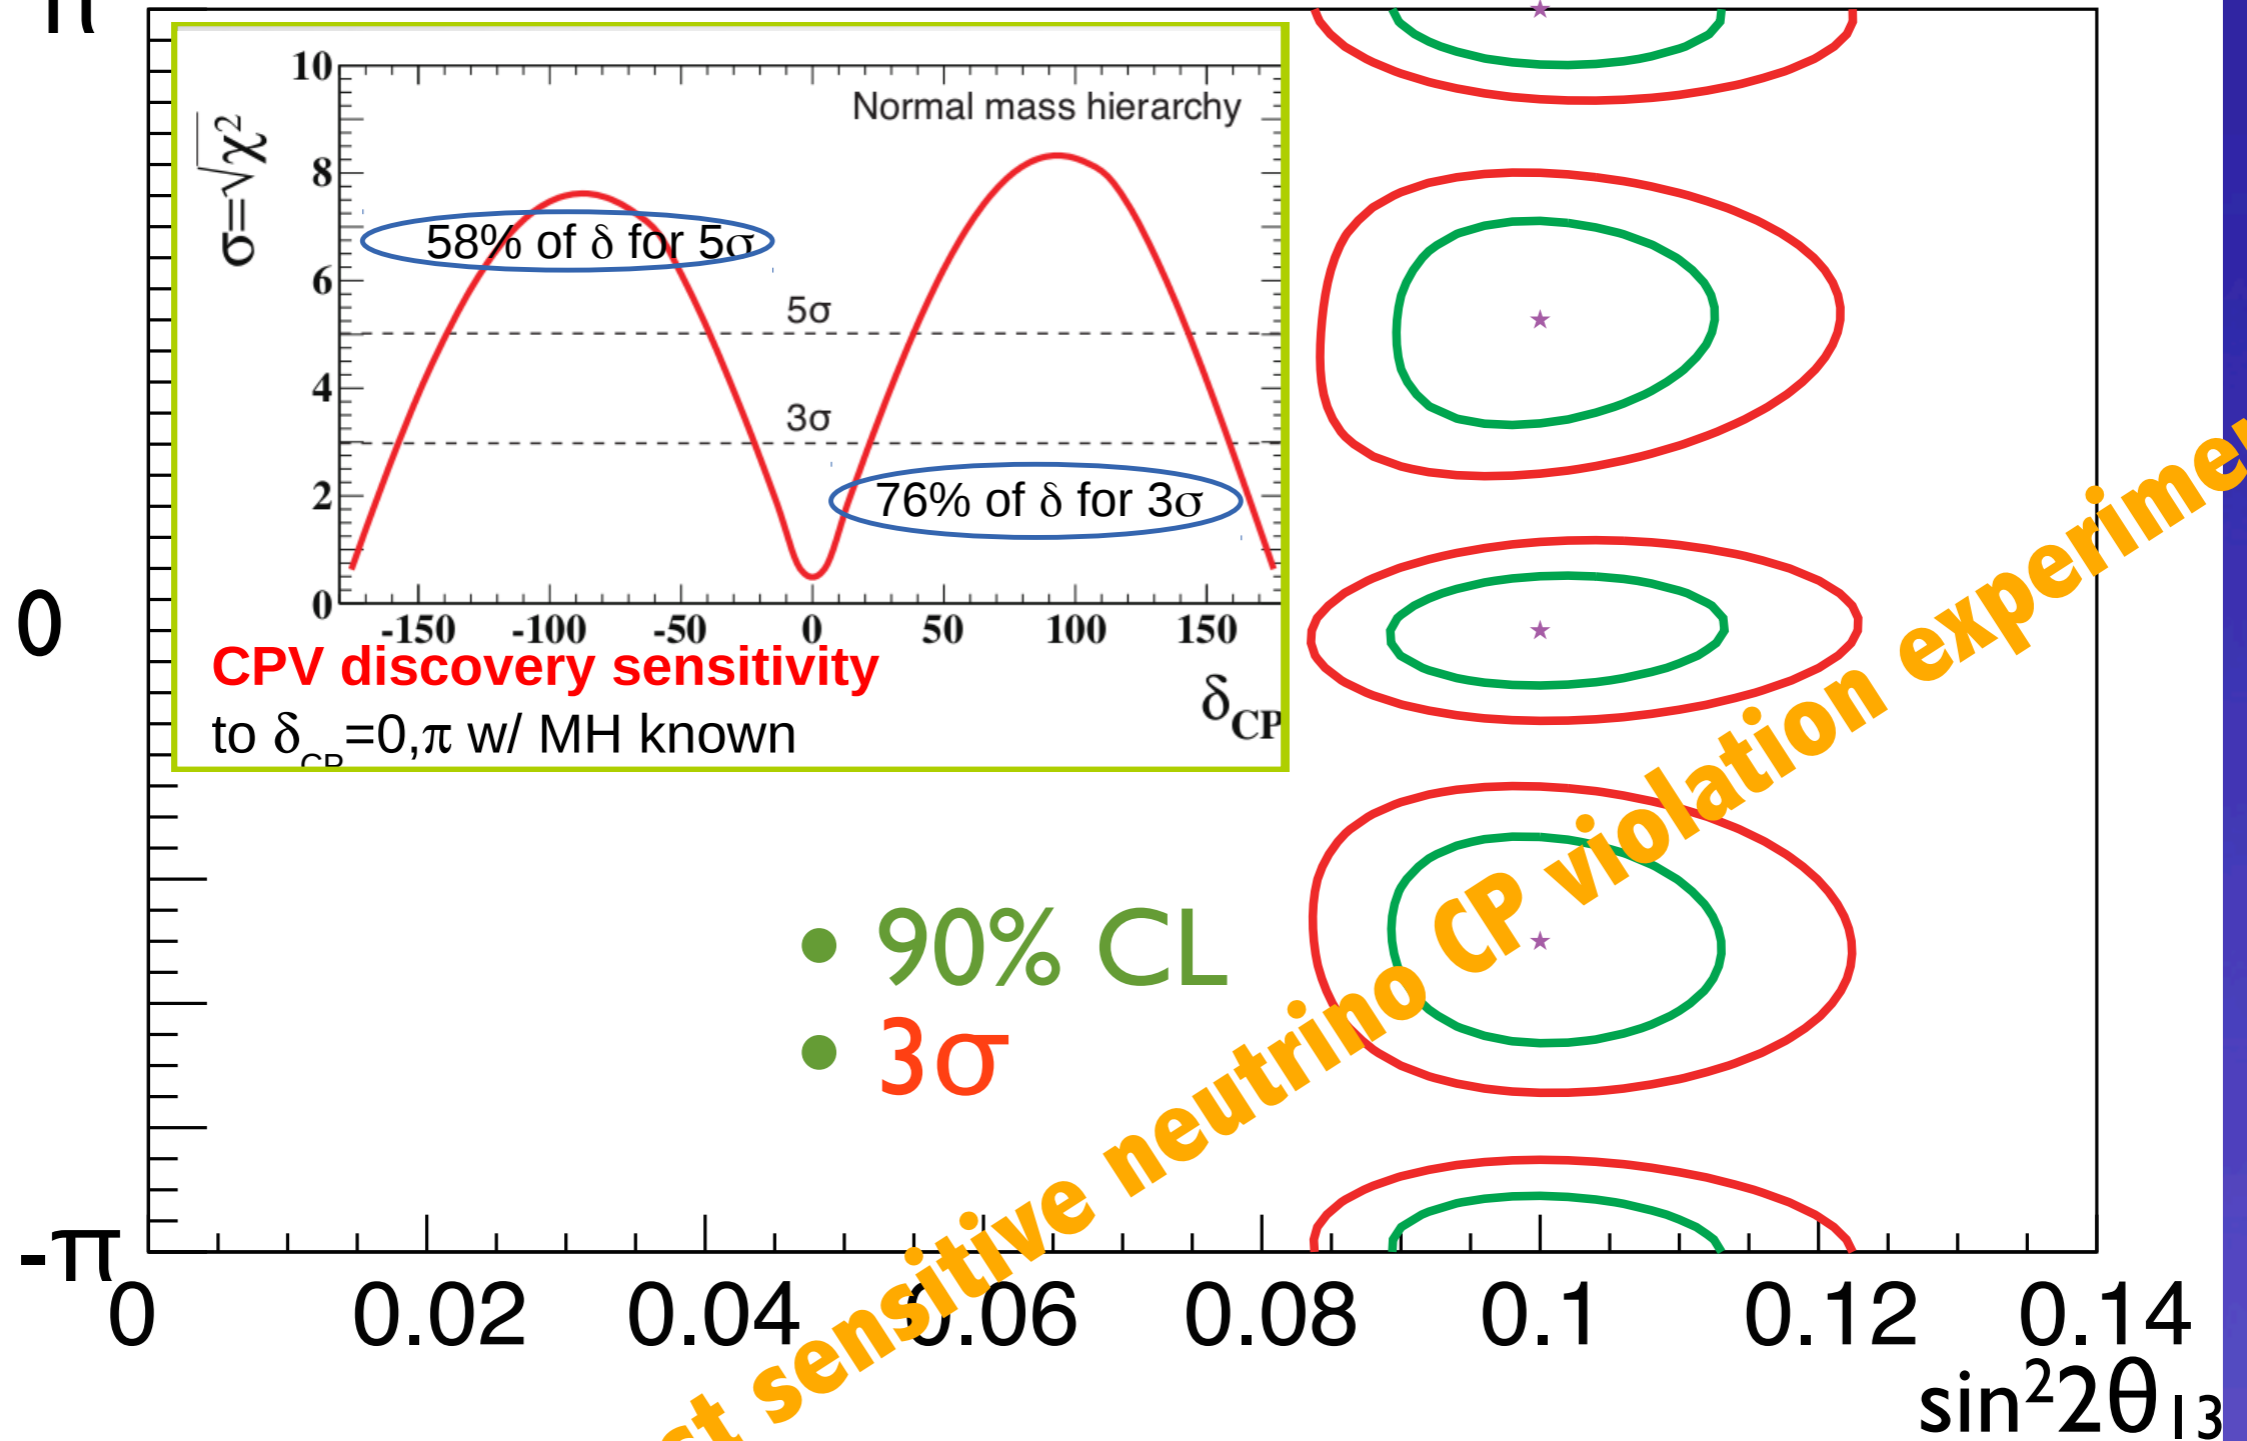 π
10
8
6
4
2
0
σ=√χ²
Normal mass hierarchy
58% of δ for 5σ
5σ
3σ
76% of δ for 3σ
-150 -100 -50 0 50 100 150
δCP
CPV discovery sensitivity
to δCP=0,π w/ MH known
0
• 90% CL
• 3σ
sensitive neutrino CP violation
-π
0 0.02 0.04 0.06 0.08 0.1 0.12 0.14
sin²2θ13